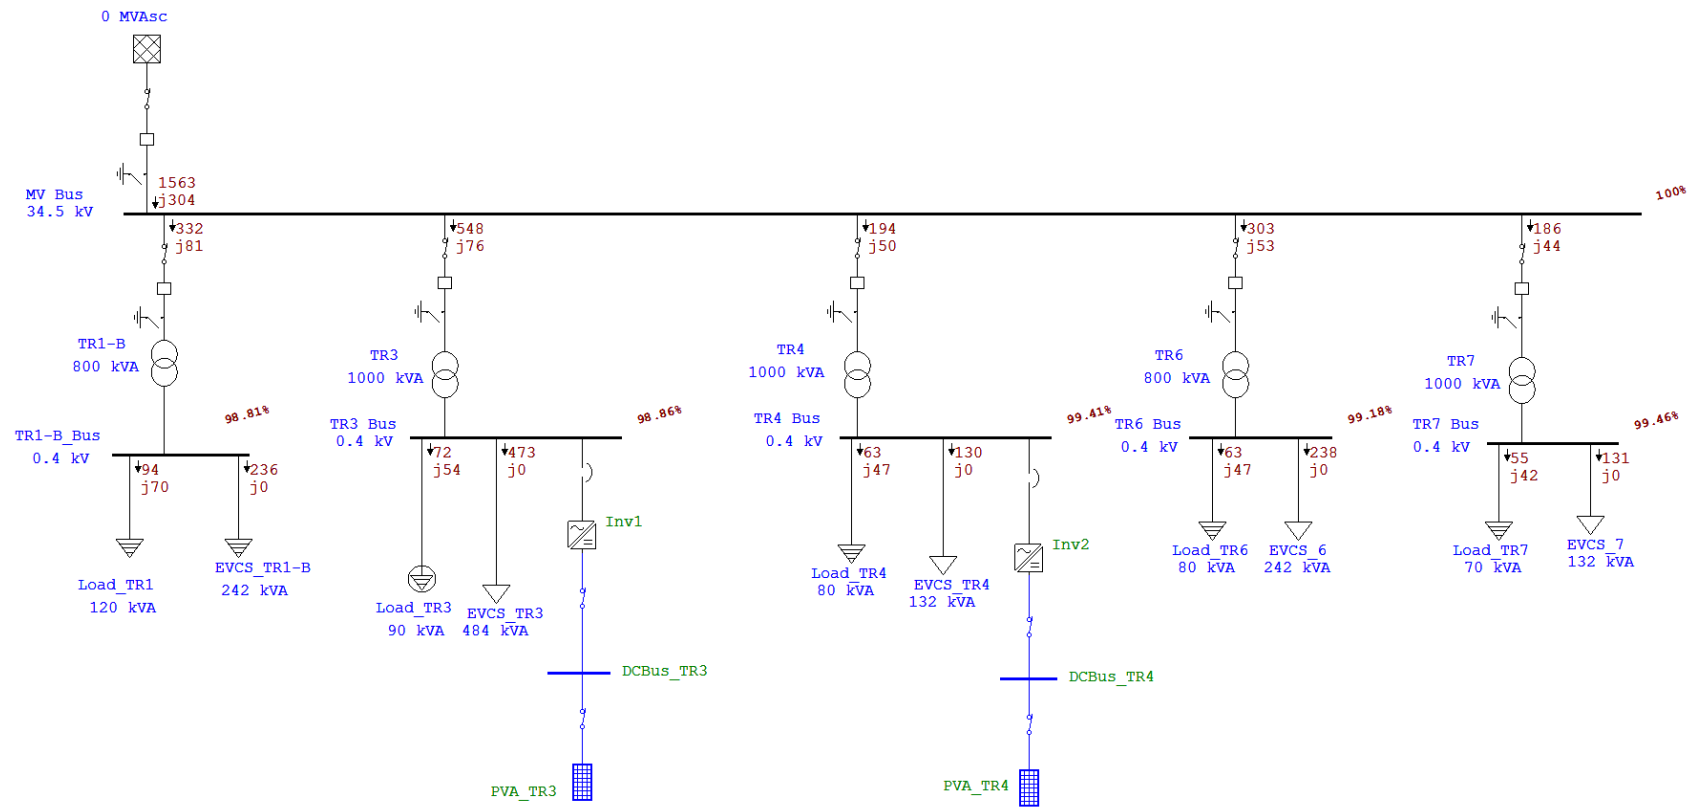 0 MVAsc
1563
j304
MV Bus
34.5 kV
100%
332
j81
548
j76
194
j50
303
j53
186
j44
TR1-B
800 kVA
TR3
1000 kVA
TR4
1000 kVA
TR6
800 kVA
TR7
1000 kVA
98.81%
98.86%
99.41%
99.18%
99.46%
TR1-B_Bus
0.4 kV
TR3 Bus
0.4 kV
TR4 Bus
0.4 kV
TR6 Bus
0.4 kV
TR7 Bus
0.4 kV
94
j70
236
j0
72
j54
473
j0
63
j47
130
j0
63
j47
238
j0
55
j42
131
j0
Inv1
Inv2
Load_TR1
120 kVA
EVCS_TR1-B
242 kVA
Load_TR3
90 kVA
EVCS_TR3
484 kVA
Load_TR4
80 kVA
EVCS_TR4
132 kVA
Load_TR6
80 kVA
EVCS_6
242 kVA
Load_TR7
70 kVA
EVCS_7
132 kVA
DCBus_TR3
DCBus_TR4
PVA_TR3
PVA_TR4